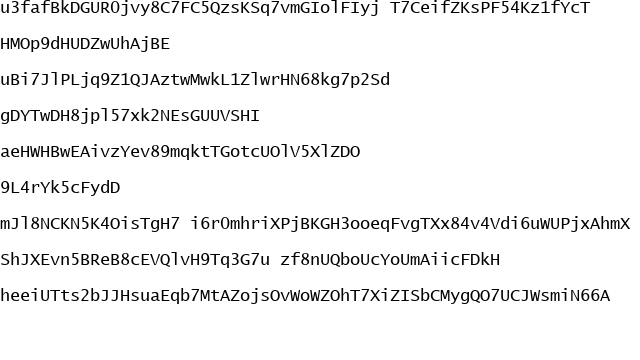 u3fafBkDGUROjvy8C7FC5QzsKSq7vmGIolFIyj T7CeifZKsPF54Kz1fYcT
HMOp9dHUDZwUhAjBE
uBi7JlPLjq9Z1QJAztwMwkL1ZlwrHN68kg7p2Sd
gDYTwDH8jpl57xk2NEsGUUVSHI
aeHWHBwEAivzYev89mqktTGotcUOlV5XlZDO
9L4rYk5cFydD
mJl8NCKN5K4OisTgH7 i6rOmhriXPjBKGH3ooeqFvgTXx84v4Vdi6uWUPjxAhmX
ShJXEvn5BReB8cEVQlvH9Tq3G7u zf8nUQboUcYoUmAiicFDkH
heeiUTts2bJJHsuaEqb7MtAZojsOvWoWZOhT7XiZISbCMygQO7UCJWsmiN66A